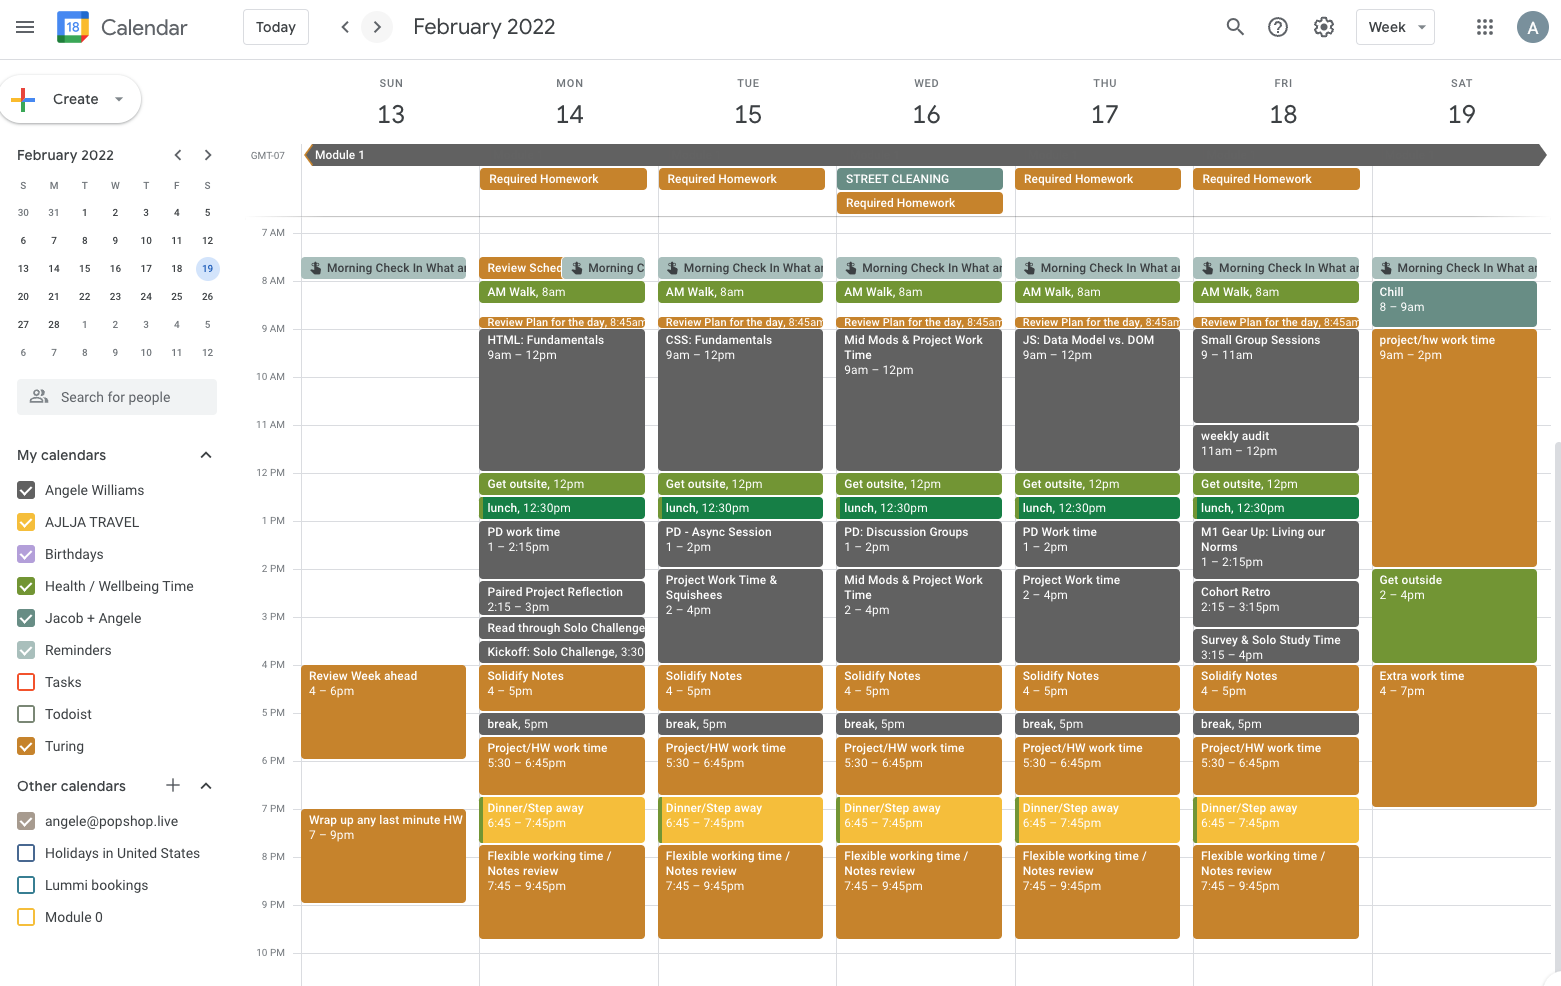 18 Calendar
Today
February 2022
Week
A
Create
SUN
13
MON
14
TUE
15
WED
16
THU
17
FRI
18
SAT
19
February 2022
S M T W T F S
30 31 1 2 3 4 5
6 7 8 9 10 11 12
13 14 15 16 17 18 19
20 21 22 23 24 25 26
27 28 1 2 3 4 5
6 7 8 9 10 11 12
Search for people
My calendars
Angele Williams
AJLJA TRAVEL
Birthdays
Health / Wellbeing Time
Jacob + Angele
Reminders
Tasks
Todoist
Turing
Other calendars
angele@popshop.live
Holidays in United States
Lummi bookings
Module 0
GMT-07
Module 1
Required Homework
Required Homework
STREET CLEANING
Required Homework
Required Homework
Required Homework
7 AM
8 AM
9 AM
10 AM
11 AM
12 PM
1 PM
2 PM
3 PM
4 PM
5 PM
6 PM
7 PM
8 PM
9 PM
10 PM
Morning Check In What ar
Review Week ahead
4 – 6pm
Wrap up any last minute HW
7 – 9pm
Review Sched
Morning C
AM Walk, 8am
Review Plan for the day, 8:45am
HTML: Fundamentals
9am – 12pm
Get outsite, 12pm
lunch, 12:30pm
PD work time
1 – 2:15pm
Paired Project Reflection
2:15 – 3pm
Read through Solo Challenge
Kickoff: Solo Challenge, 3:30
Solidify Notes
4 – 5pm
break, 5pm
Project/HW work time
5:30 – 6:45pm
Dinner/Step away
6:45 – 7:45pm
Flexible working time /
Notes review
7:45 – 9:45pm
Morning Check In What ar
AM Walk, 8am
Review Plan for the day, 8:45am
CSS: Fundamentals
9am – 12pm
Get outsite, 12pm
lunch, 12:30pm
PD - Async Session
1 – 2pm
Project Work Time &
Squishees
2 – 4pm
Solidify Notes
4 – 5pm
break, 5pm
Project/HW work time
5:30 – 6:45pm
Dinner/Step away
6:45 – 7:45pm
Flexible working time /
Notes review
7:45 – 9:45pm
Morning Check In What ar
AM Walk, 8am
Review Plan for the day, 8:45am
Mid Mods & Project Work
Time
9am – 12pm
Get outsite, 12pm
lunch, 12:30pm
PD: Discussion Groups
1 – 2pm
Mid Mods & Project Work
Time
2 – 4pm
Solidify Notes
4 – 5pm
break, 5pm
Project/HW work time
5:30 – 6:45pm
Dinner/Step away
6:45 – 7:45pm
Flexible working time /
Notes review
7:45 – 9:45pm
Morning Check In What ar
AM Walk, 8am
Review Plan for the day, 8:45am
JS: Data Model vs. DOM
9am – 12pm
Get outsite, 12pm
lunch, 12:30pm
PD Work time
1 – 2pm
Project Work time
2 – 4pm
Solidify Notes
4 – 5pm
break, 5pm
Project/HW work time
5:30 – 6:45pm
Dinner/Step away
6:45 – 7:45pm
Flexible working time /
Notes review
7:45 – 9:45pm
Morning Check In What ar
AM Walk, 8am
Review Plan for the day, 8:45am
Small Group Sessions
9 – 11am
weekly audit
11am – 12pm
Get outsite, 12pm
lunch, 12:30pm
M1 Gear Up: Living our
Norms
1 – 2:15pm
Cohort Retro
2:15 – 3:15pm
Survey & Solo Study Time
3:15 – 4pm
Solidify Notes
4 – 5pm
break, 5pm
Project/HW work time
5:30 – 6:45pm
Dinner/Step away
6:45 – 7:45pm
Flexible working time /
Notes review
7:45 – 9:45pm
Morning Check In What ar
Chill
8 – 9am
project/hw work time
9am – 2pm
Get outside
2 – 4pm
Extra work time
4 – 7pm